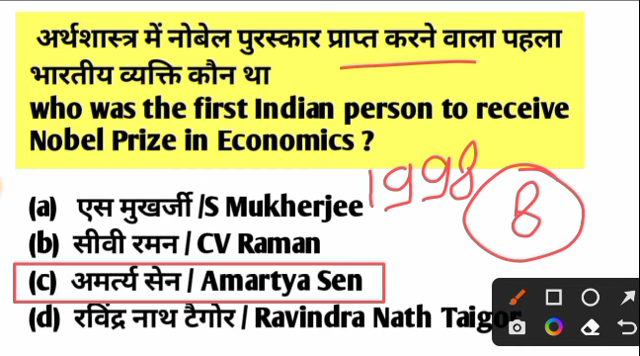 अर्थशास्त्र में नोबेल पुरस्कार प्राप्त करने वाला पहला
भारतीय व्यक्ति कौन था
who was the first Indian person to receive
Nobel Prize in Economics ?
(a) एस मुखर्जी /S Mukherjee
1998
8
(b) सीवी रमन / CV Raman
(c) अमर्त्य सेन / Amartya Sen
(d) रविंद्र नाथ टैगोर / Ravindra Nath Taigor